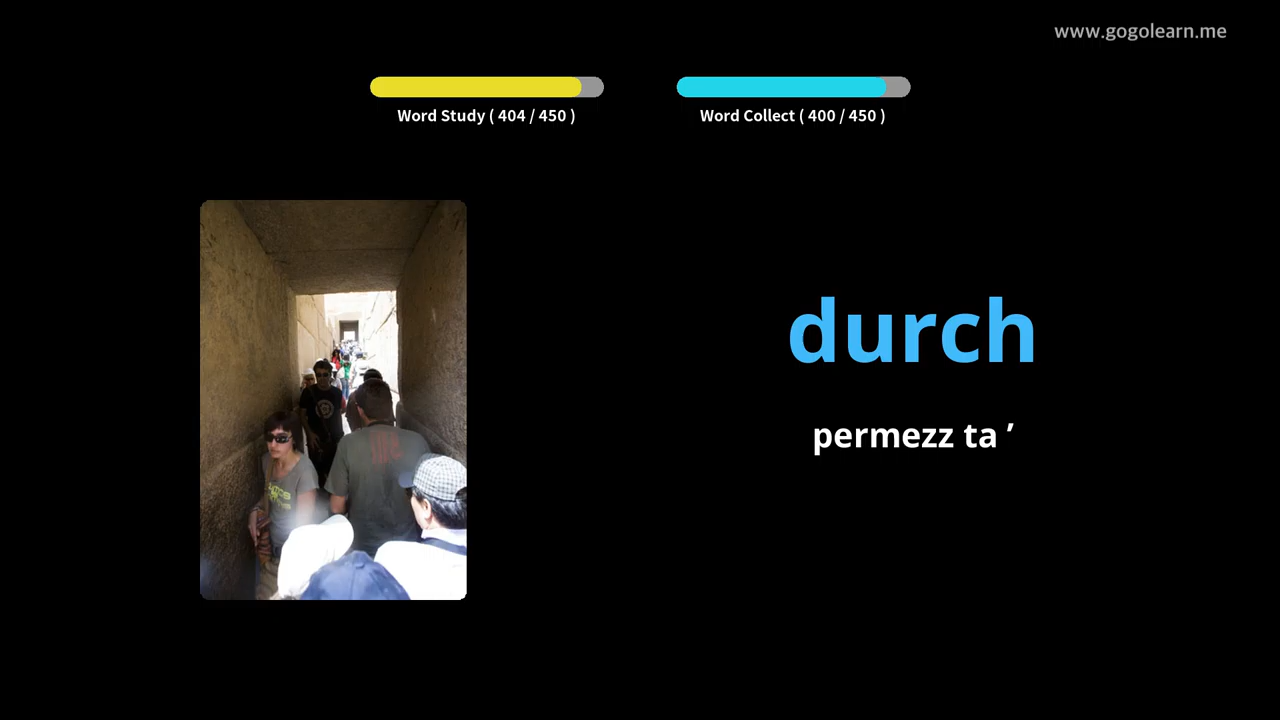 www.gogolearn.me
Word Study ( 404 / 450 )
Word Collect ( 400 / 450 )
durch
permezz ta ’